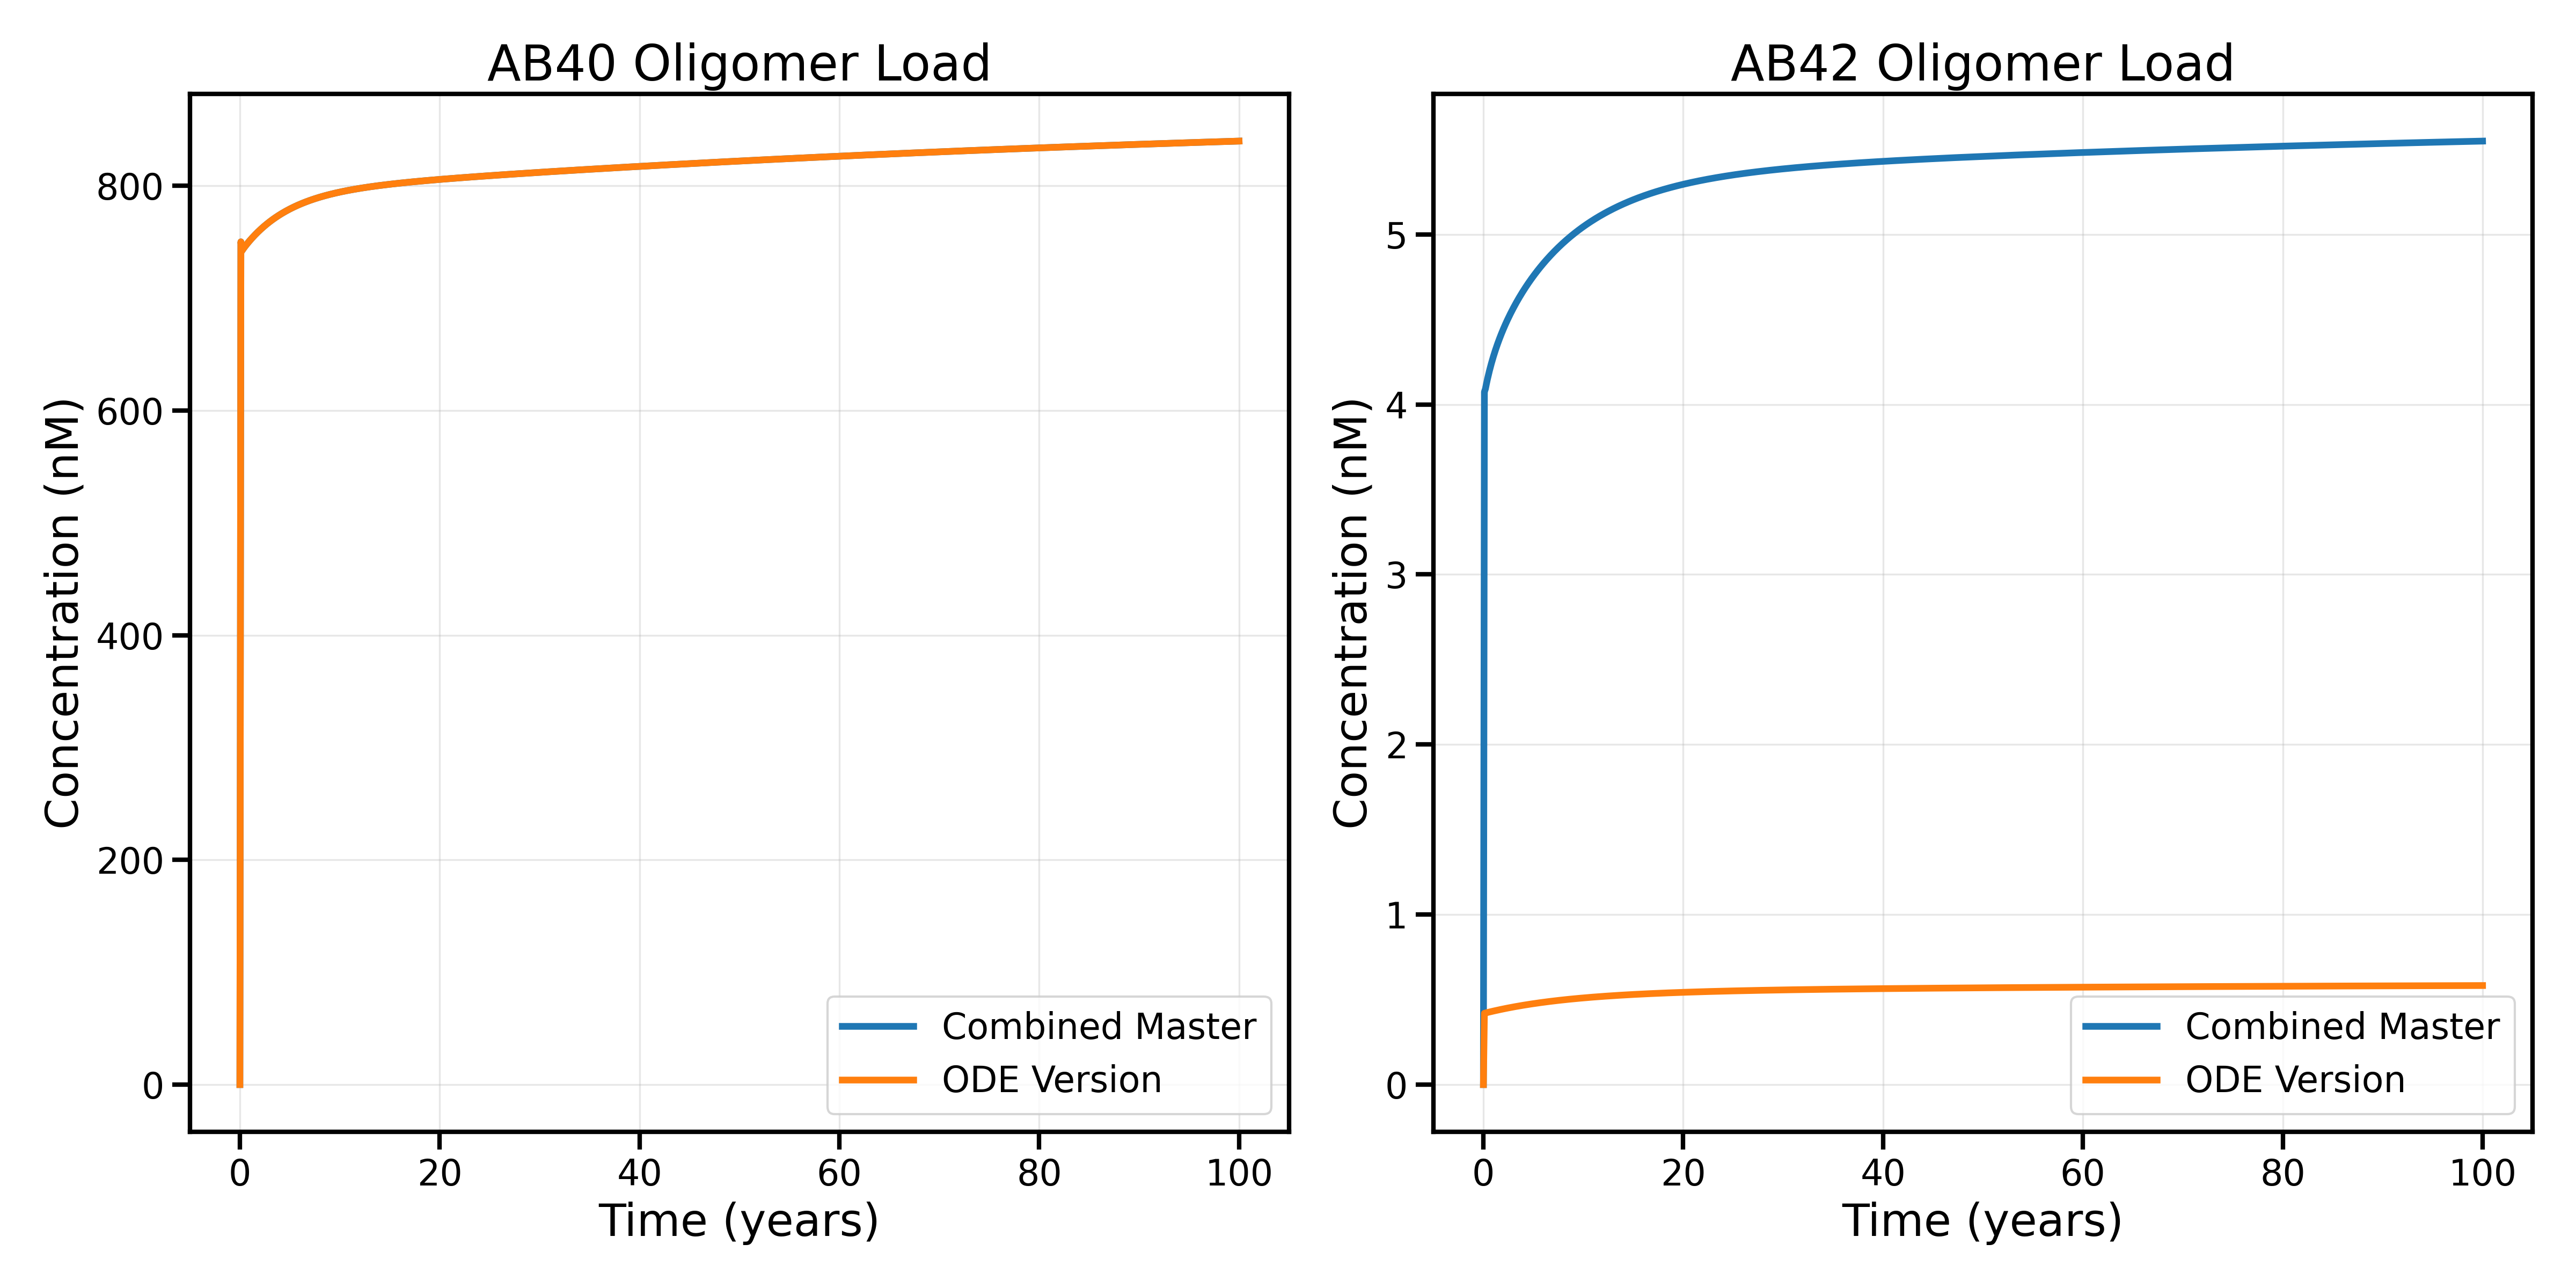 AB40 Oligomer Load
Concentration (nM)
800
600
400
200
0
0 20 40 60 80 100
Time (years)
Combined Master
ODE Version
AB42 Oligomer Load
Concentration (nM)
5
4
3
2
1
0
0 20 40 60 80 100
Time (years)
Combined Master
ODE Version